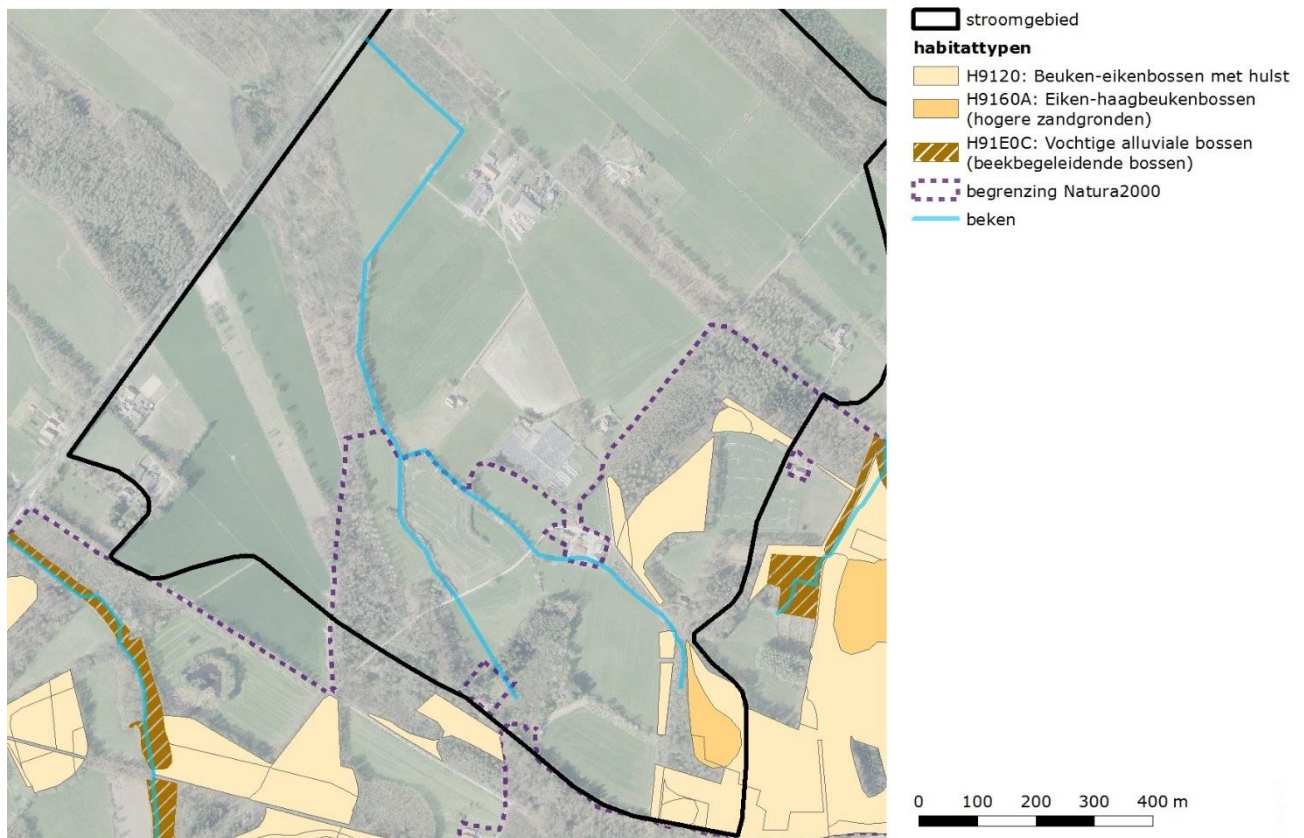 stroomgebied
habitattypen
H9120: Beuken-eikenbossen met hulst
H9160A: Eiken-haagbeukenbossen
(hogere zandgronden)
H91E0C: Vochtige alluviale bossen
(beekbegeleidende bossen)
begrenzing Natura2000
beken
0 100 200 300 400 m